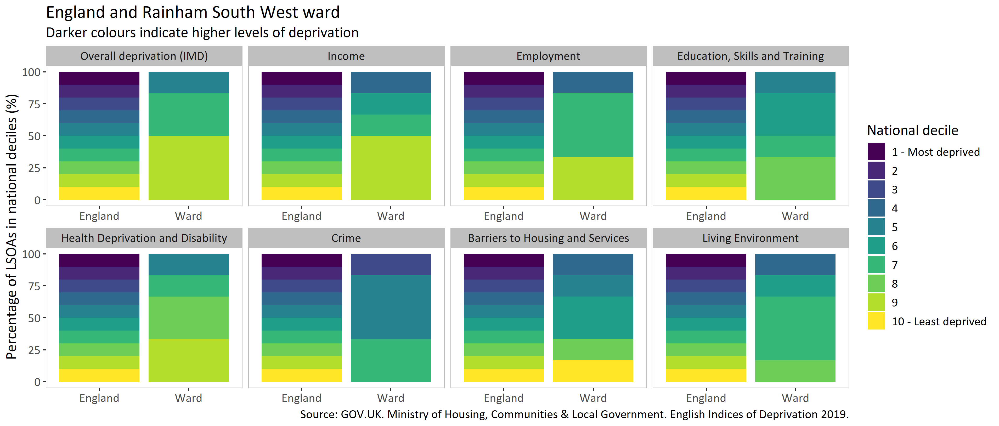 England and Rainham South West ward
Darker colours indicate higher levels of deprivation
Percentage of LSOAs in national deciles (%)
Overall deprivation (IMD)
Income
Employment
Education, Skills and Training
100
75
50
25
0
England
Ward
England
Ward
England
Ward
England
Ward
Health Deprivation and Disability
Crime
Barriers to Housing and Services
Living Environment
100
75
50
25
0
England
Ward
England
Ward
England
Ward
England
Ward
National decile
1 - Most deprived
2
3
4
5
6
7
8
9
10 - Least deprived
Source: GOV.UK. Ministry of Housing, Communities & Local Government. English Indices of Deprivation 2019.